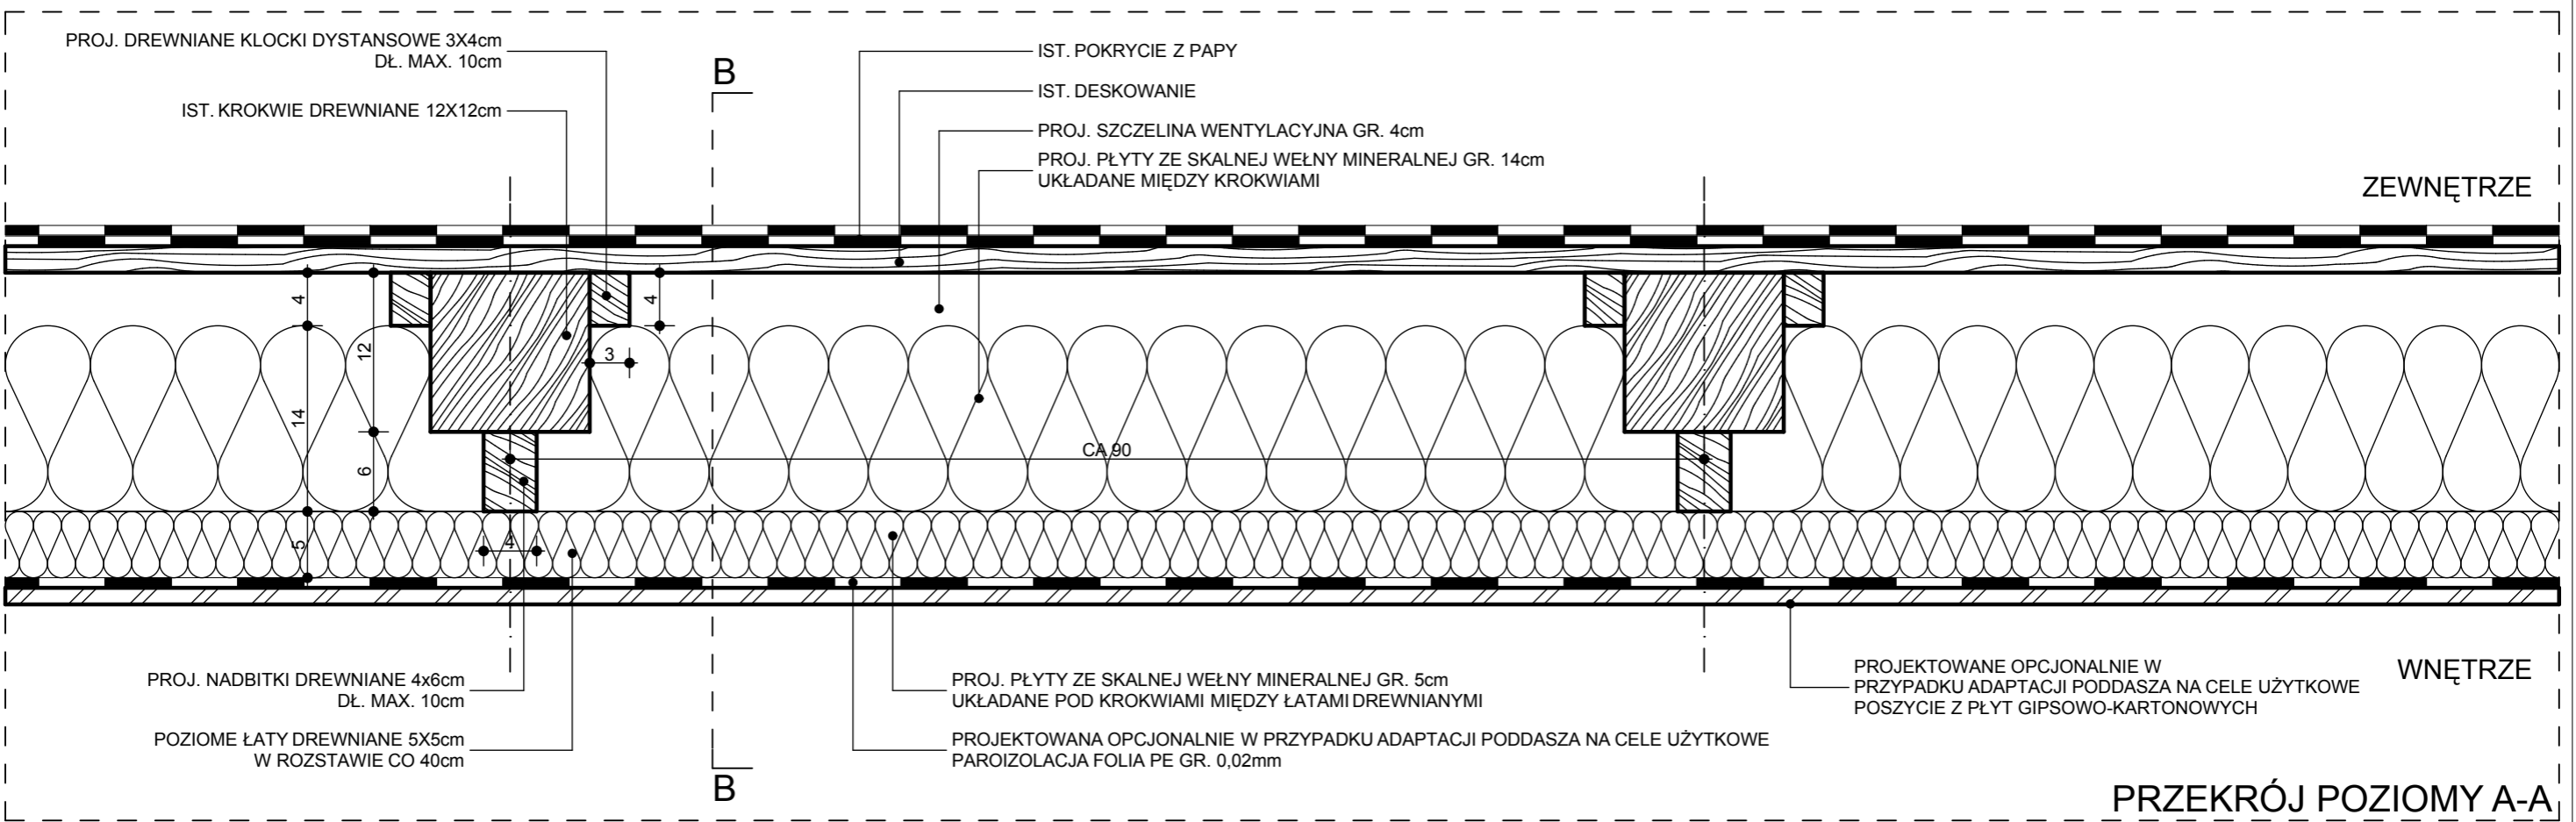 PROJ. DREWNIANE KLOCKI DYSTANSOWE 3X4cm
DŁ. MAX. 10cm
IST. KROKWIE DREWNIANE 12X12cm
B
IST. POKRYCIE Z PAPY
IST. DESKOWANIE
PROJ. SZCZELINA WENTYLACYJNA GR. 4cm
PROJ. PŁYTY ZE SKALNEJ WEŁNY MINERALNEJ GR. 14cm
UKŁADANE MIĘDZY KROKWIAMI
ZEWNĘTRZE
4
4
12
3
14
CA 90
6
5
4
PROJ. NADBITKI DREWNIANE 4x6cm
DŁ. MAX. 10cm
POZIOME ŁATY DREWNIANE 5X5cm
W ROZSTAWIE CO 40cm
B
PROJ. PŁYTY ZE SKALNEJ WEŁNY MINERALNEJ GR. 5cm
UKŁADANE POD KROKWIAMI MIĘDZY ŁATAMI DREWNIANYMI
PROJEKTOWANA OPCJONALNIE W PRZYPADKU ADAPTACJI PODDASZA NA CELE UŻYTKOWE
PAROIZOLACJA FOLIA PE GR. 0,02mm
PROJEKTOWANE OPCJONALNIE W
PRZYPADKU ADAPTACJI PODDASZA NA CELE UŻYTKOWE
POSZYCIE Z PŁYT GIPSOWO-KARTONOWYCH
WNĘTRZE
PRZEKRÓJ POZIOMY A-A